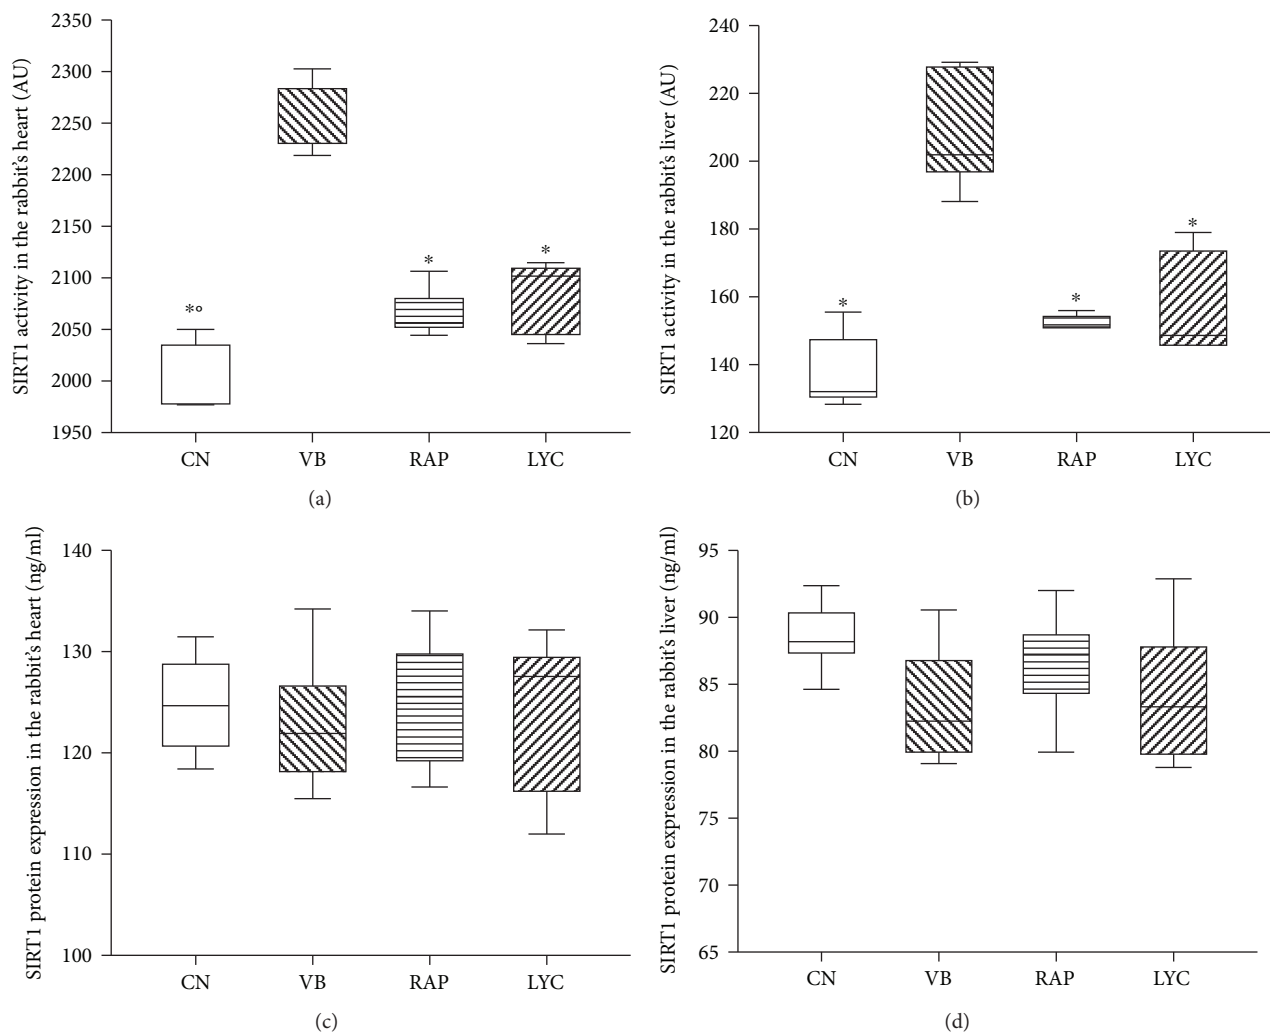 SIRT1 activity in the rabbit's heart (AU)
2350
2300
2250
2200
2150
2100
2050
2000
1950
*°
*
*
CN VB RAP LYC
(a)
SIRT1 activity in the rabbit's liver (AU)
240
220
200
180
160
140
120
*
*
*
CN VB RAP LYC
(b)
SIRT1 protein expression in the rabbit's heart (ng/ml)
140
130
120
110
100
CN VB RAP LYC
(c)
SIRT1 protein expression in the rabbit's liver (ng/ml)
95
90
85
80
75
70
65
CN VB RAP LYC
(d)